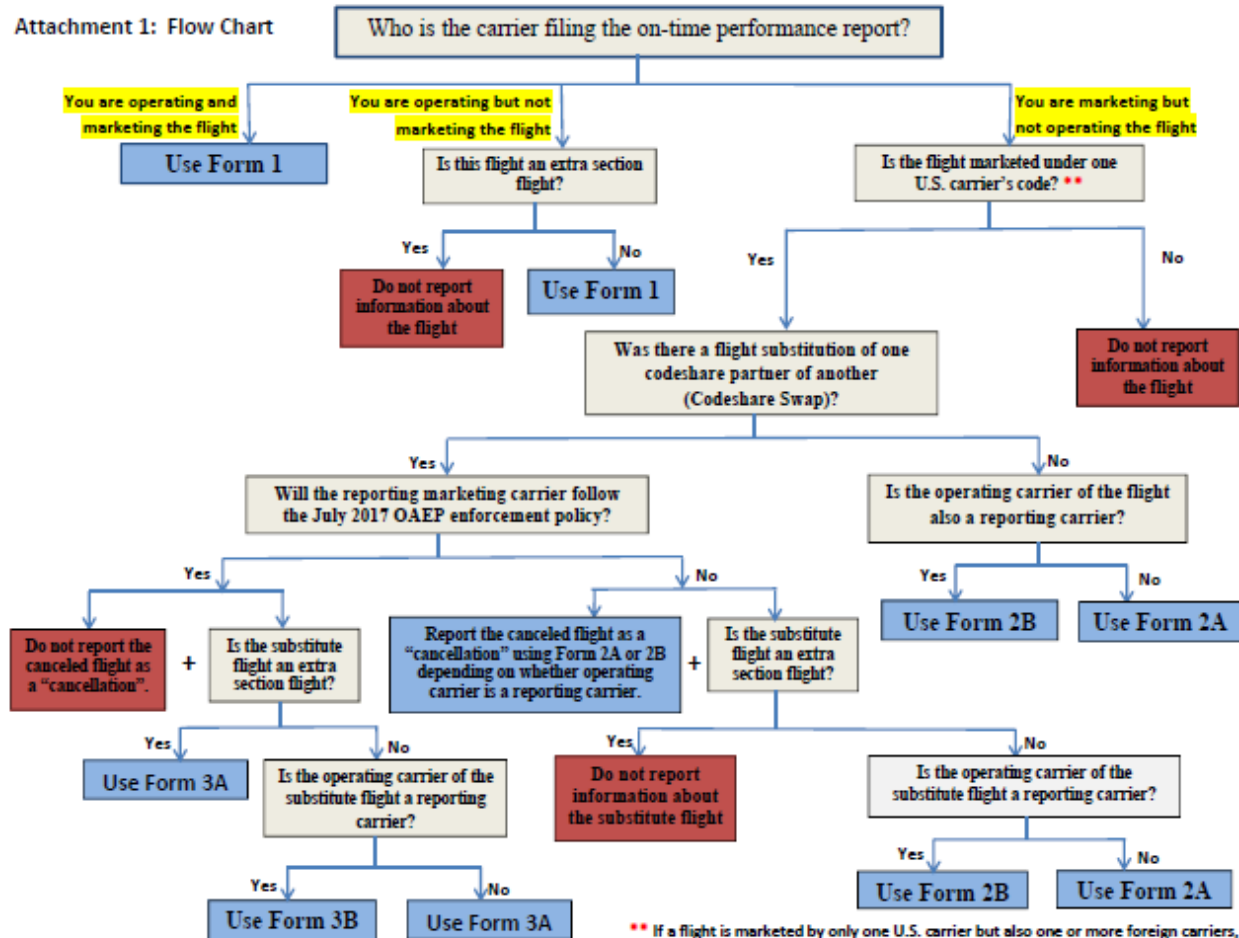 Attachment 1: Flow Chart
Who is the carrier filing the on-time performance report?
You are operating and
marketing the flight
You are operating but not
marketing the flight
You are marketing but
not operating the flight
Use Form 1
Is this flight an extra section
flight?
Is the flight marketed under one
U.S. carrier's code? **
Yes
No
Yes
No
Do not report
information about
the flight
Use Form 1
Was there a flight substitution of one
codeshare partner of another
(Codeshare Swap)?
Do not report
information about
the flight
Yes
No
Will the reporting marketing carrier follow
the July 2017 OAEP enforcement policy?
Is the operating carrier of the flight
also a reporting carrier?
Yes
No
Yes
No
Use Form 2B
Use Form 2A
Do not report the
canceled flight as
a "cancellation".
+
Is the substitute
flight an extra
section flight?
Report the canceled flight as a
"cancellation" using Form 2A or 2B
depending on whether operating
carrier is a reporting carrier.
+
Is the substitute
flight an extra
section flight?
Yes
No
Yes
No
Use Form 3A
Is the operating carrier of the
substitute flight a reporting
carrier?
Do not report
information about
the substitute flight
Is the operating carrier of the
substitute flight a reporting carrier?
Yes
No
Yes
No
Use Form 3B
Use Form 3A
Use Form 2B
Use Form 2A
** If a flight is marketed by only one U.S. carrier but also one or more foreign carriers,